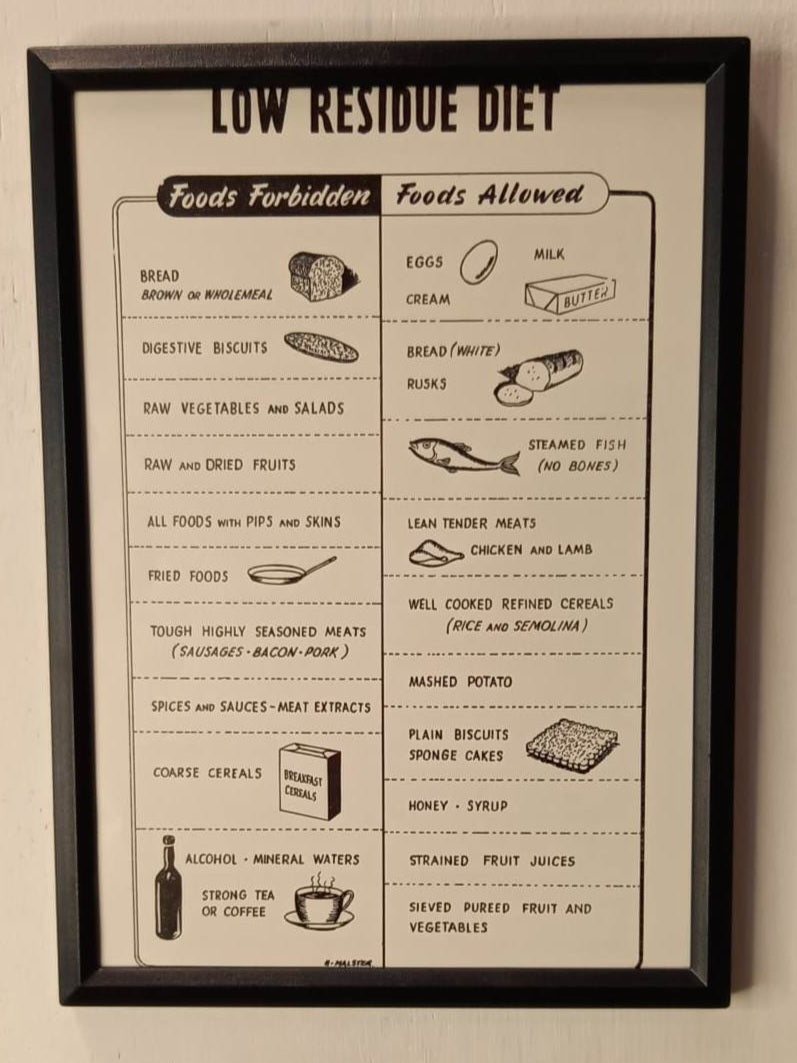 LOW RESIDUE DIET
Foods Forbidden
BREAD
BROWN OR WHOLEMEAL
DIGESTIVE BISCUITS
RAW VEGETABLES AND SALADS
RAW AND DRIED FRUITS
ALL FOODS WITH PIPS AND SKINS
FRIED FOODS
TOUGH HIGHLY SEASONED MEATS
(SAUSAGES · BACON · PORK)
SPICES AND SAUCES - MEAT EXTRACTS
COARSE CEREALS
BREAKFAST
CEREALS
ALCOHOL · MINERAL WATERS
STRONG TEA
OR COFFEE
Foods Allowed
EGGS
MILK
CREAM
BUTTER
BREAD (WHITE)
RUSKS
STEAMED FISH
(NO BONES)
LEAN TENDER MEATS
CHICKEN AND LAMB
WELL COOKED REFINED CEREALS
(RICE AND SEMOLINA)
MASHED POTATO
PLAIN BISCUITS
SPONGE CAKES
HONEY · SYRUP
STRAINED FRUIT JUICES
SIEVED PUREED FRUIT AND
VEGETABLES